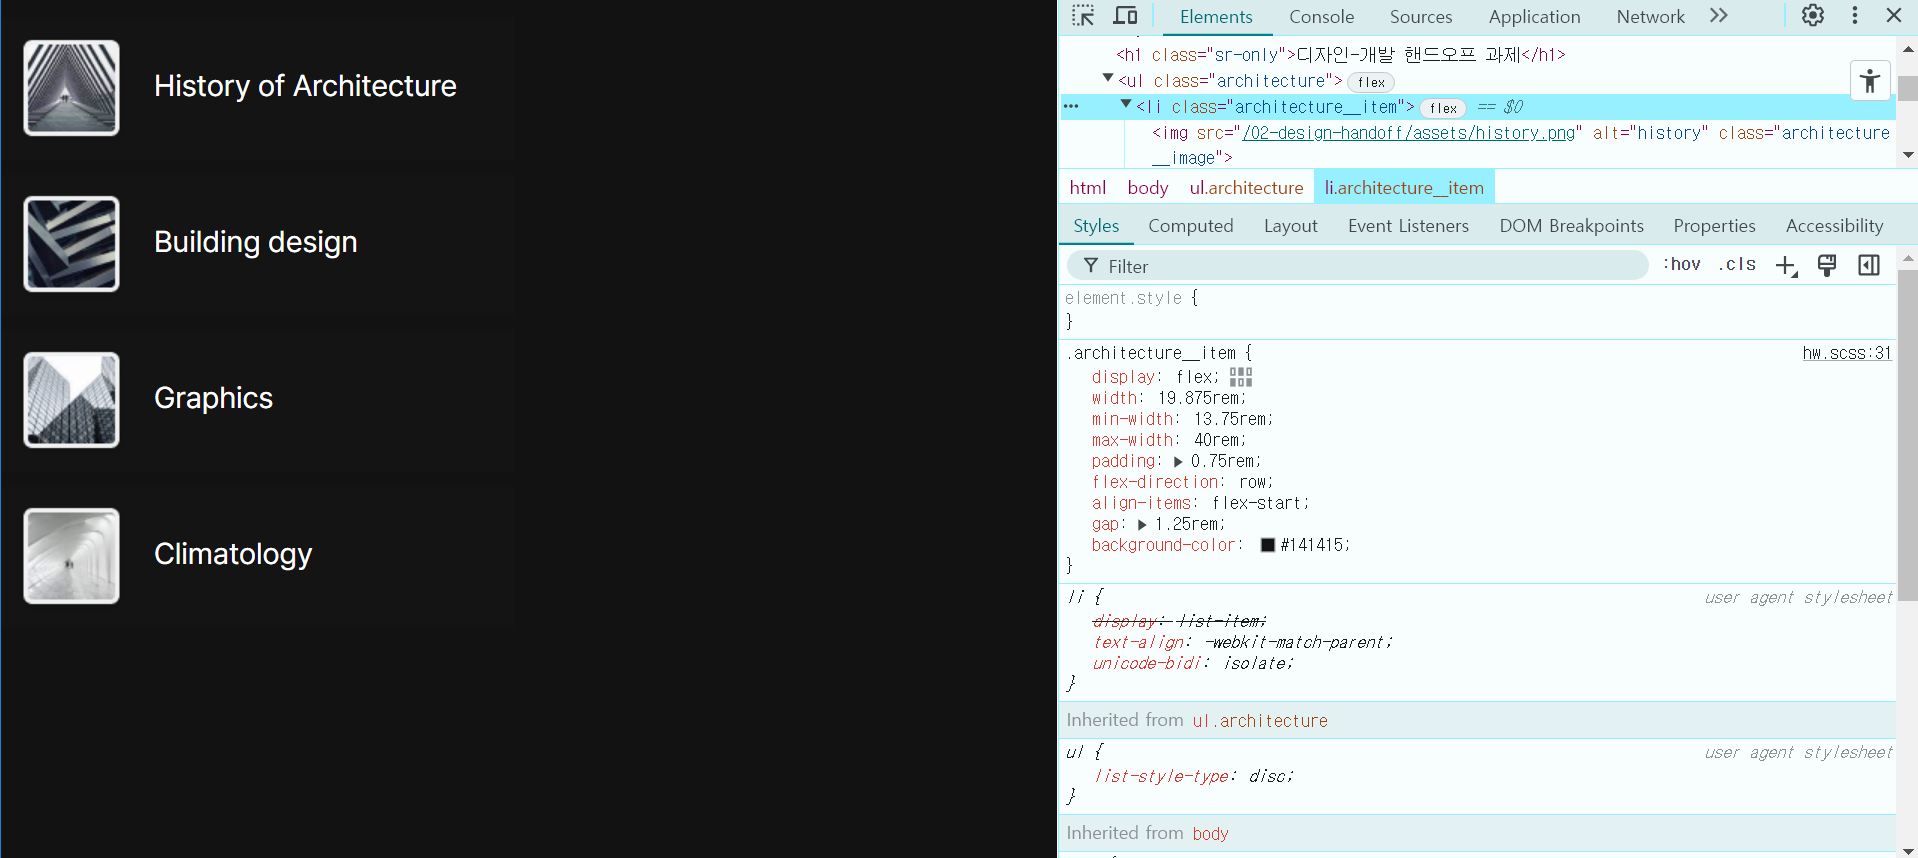 History of Architecture
Building design
Graphics
Climatology
Elements Console Sources Application Network
<h1 class="sr-only">디자인-개발 핸드오프 과제</h1>
<ul class="architecture"> flex
<li class="architecture__item"> flex == $0
<img src="/02-design-handoff/assets/history.png" alt="history" class="architecture
__image">
html body ul.architecture li.architecture__item
Styles Computed Layout Event Listeners DOM Breakpoints Properties Accessibility
Filter :hov .cls
element.style {
}
.architecture__item { hw.scss:31
display: flex;
width: 19.875rem;
min-width: 13.75rem;
max-width: 40rem;
padding: 0.75rem;
flex-direction: row;
align-items: flex-start;
gap: 1.25rem;
background-color: #141415;
}
li { user agent stylesheet
display: list-item;
text-align: -webkit-match-parent;
unicode-bidi: isolate;
}
Inherited from ul.architecture
ul { user agent stylesheet
list-style-type: disc;
}
Inherited from body